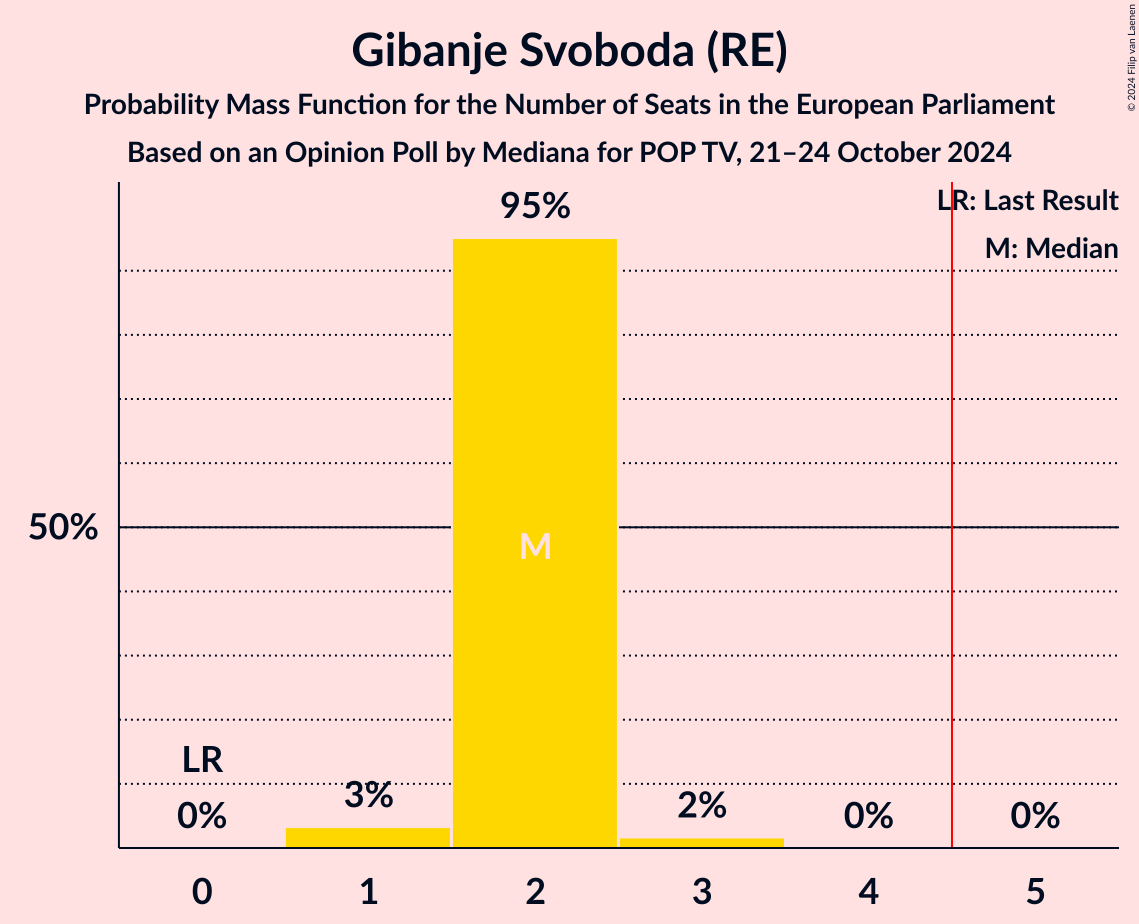 Gibanje Svoboda (RE)
Probability Mass Function for the Number of Seats in the European Parliament
Based on an Opinion Poll by Mediana for POP TV, 21–24 October 2024
© 2024 Filip van Laenen
LR: Last Result
M: Median
95%
50%
M
LR
0%
3%
2%
0%
0%
0 1 2 3 4 5